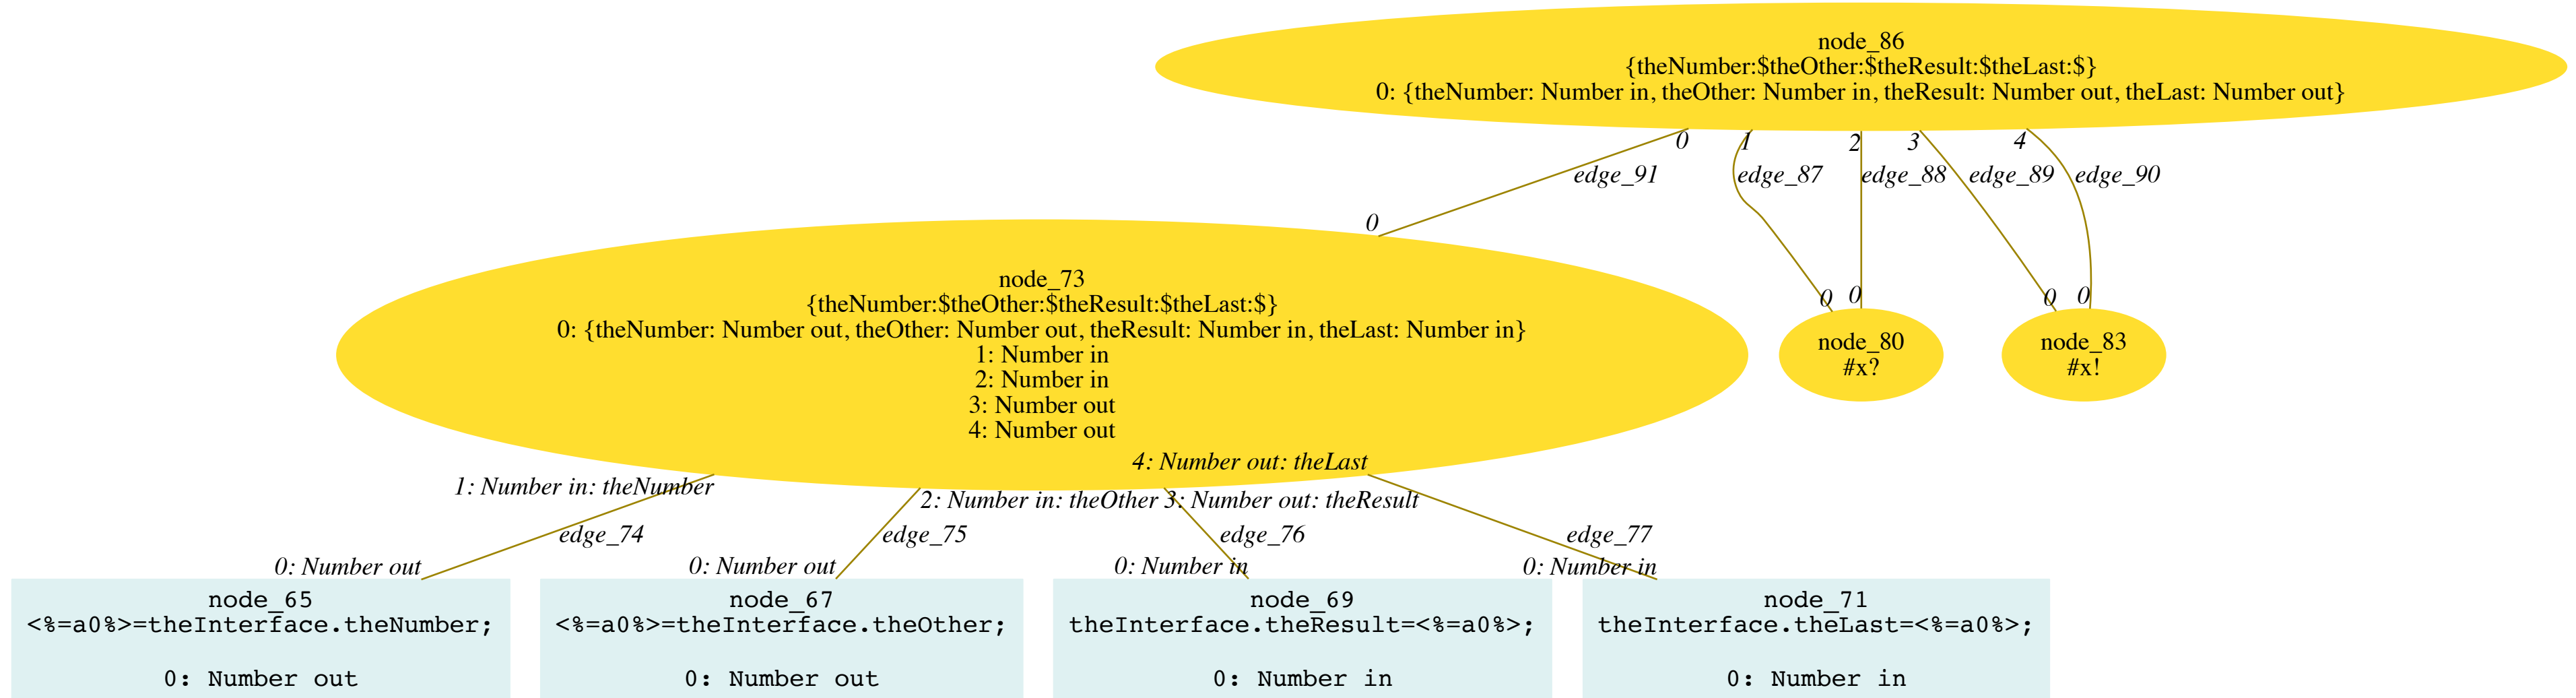 node_86
{theNumber:$theOther:$theResult:$theLast:$}
0: {theNumber: Number in, theOther: Number in, theResult: Number out, theLast: Number out}
0
1
2
3
4
edge_91
edge_87
edge_88
edge_89
edge_90
0
0
0
0
0
node_73
{theNumber:$theOther:$theResult:$theLast:$}
0: {theNumber: Number out, theOther: Number out, theResult: Number in, theLast: Number in}
1: Number in
2: Number in
3: Number out
4: Number out
node_80
#x?
node_83
#x!
4: Number out: theLast
1: Number in: theNumber
2: Number in: theOther
3: Number out: theResult
edge_74
edge_75
edge_76
edge_77
0: Number out
0: Number out
0: Number in
0: Number in
node_65
<%=a0%>=theInterface.theNumber;
0: Number out
node_67
<%=a0%>=theInterface.theOther;
0: Number out
node_69
theInterface.theResult=<%=a0%>;
0: Number in
node_71
theInterface.theLast=<%=a0%>;
0: Number in